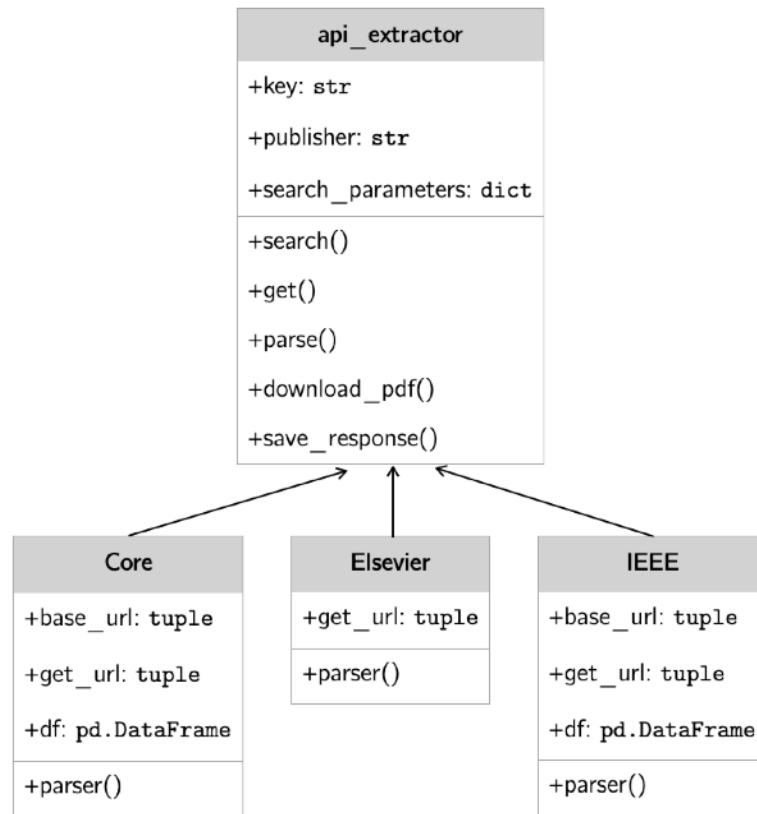 api_extractor
+key: str
+publisher: str
+search_parameters: dict
+search()
+get()
+parse()
+download_pdf()
+save_response()
Core
+base_url: tuple
+get_url: tuple
+df: pd.DataFrame
+parser()
Elsevier
+get_url: tuple
+parser()
IEEE
+base_url: tuple
+get_url: tuple
+df: pd.DataFrame
+parser()